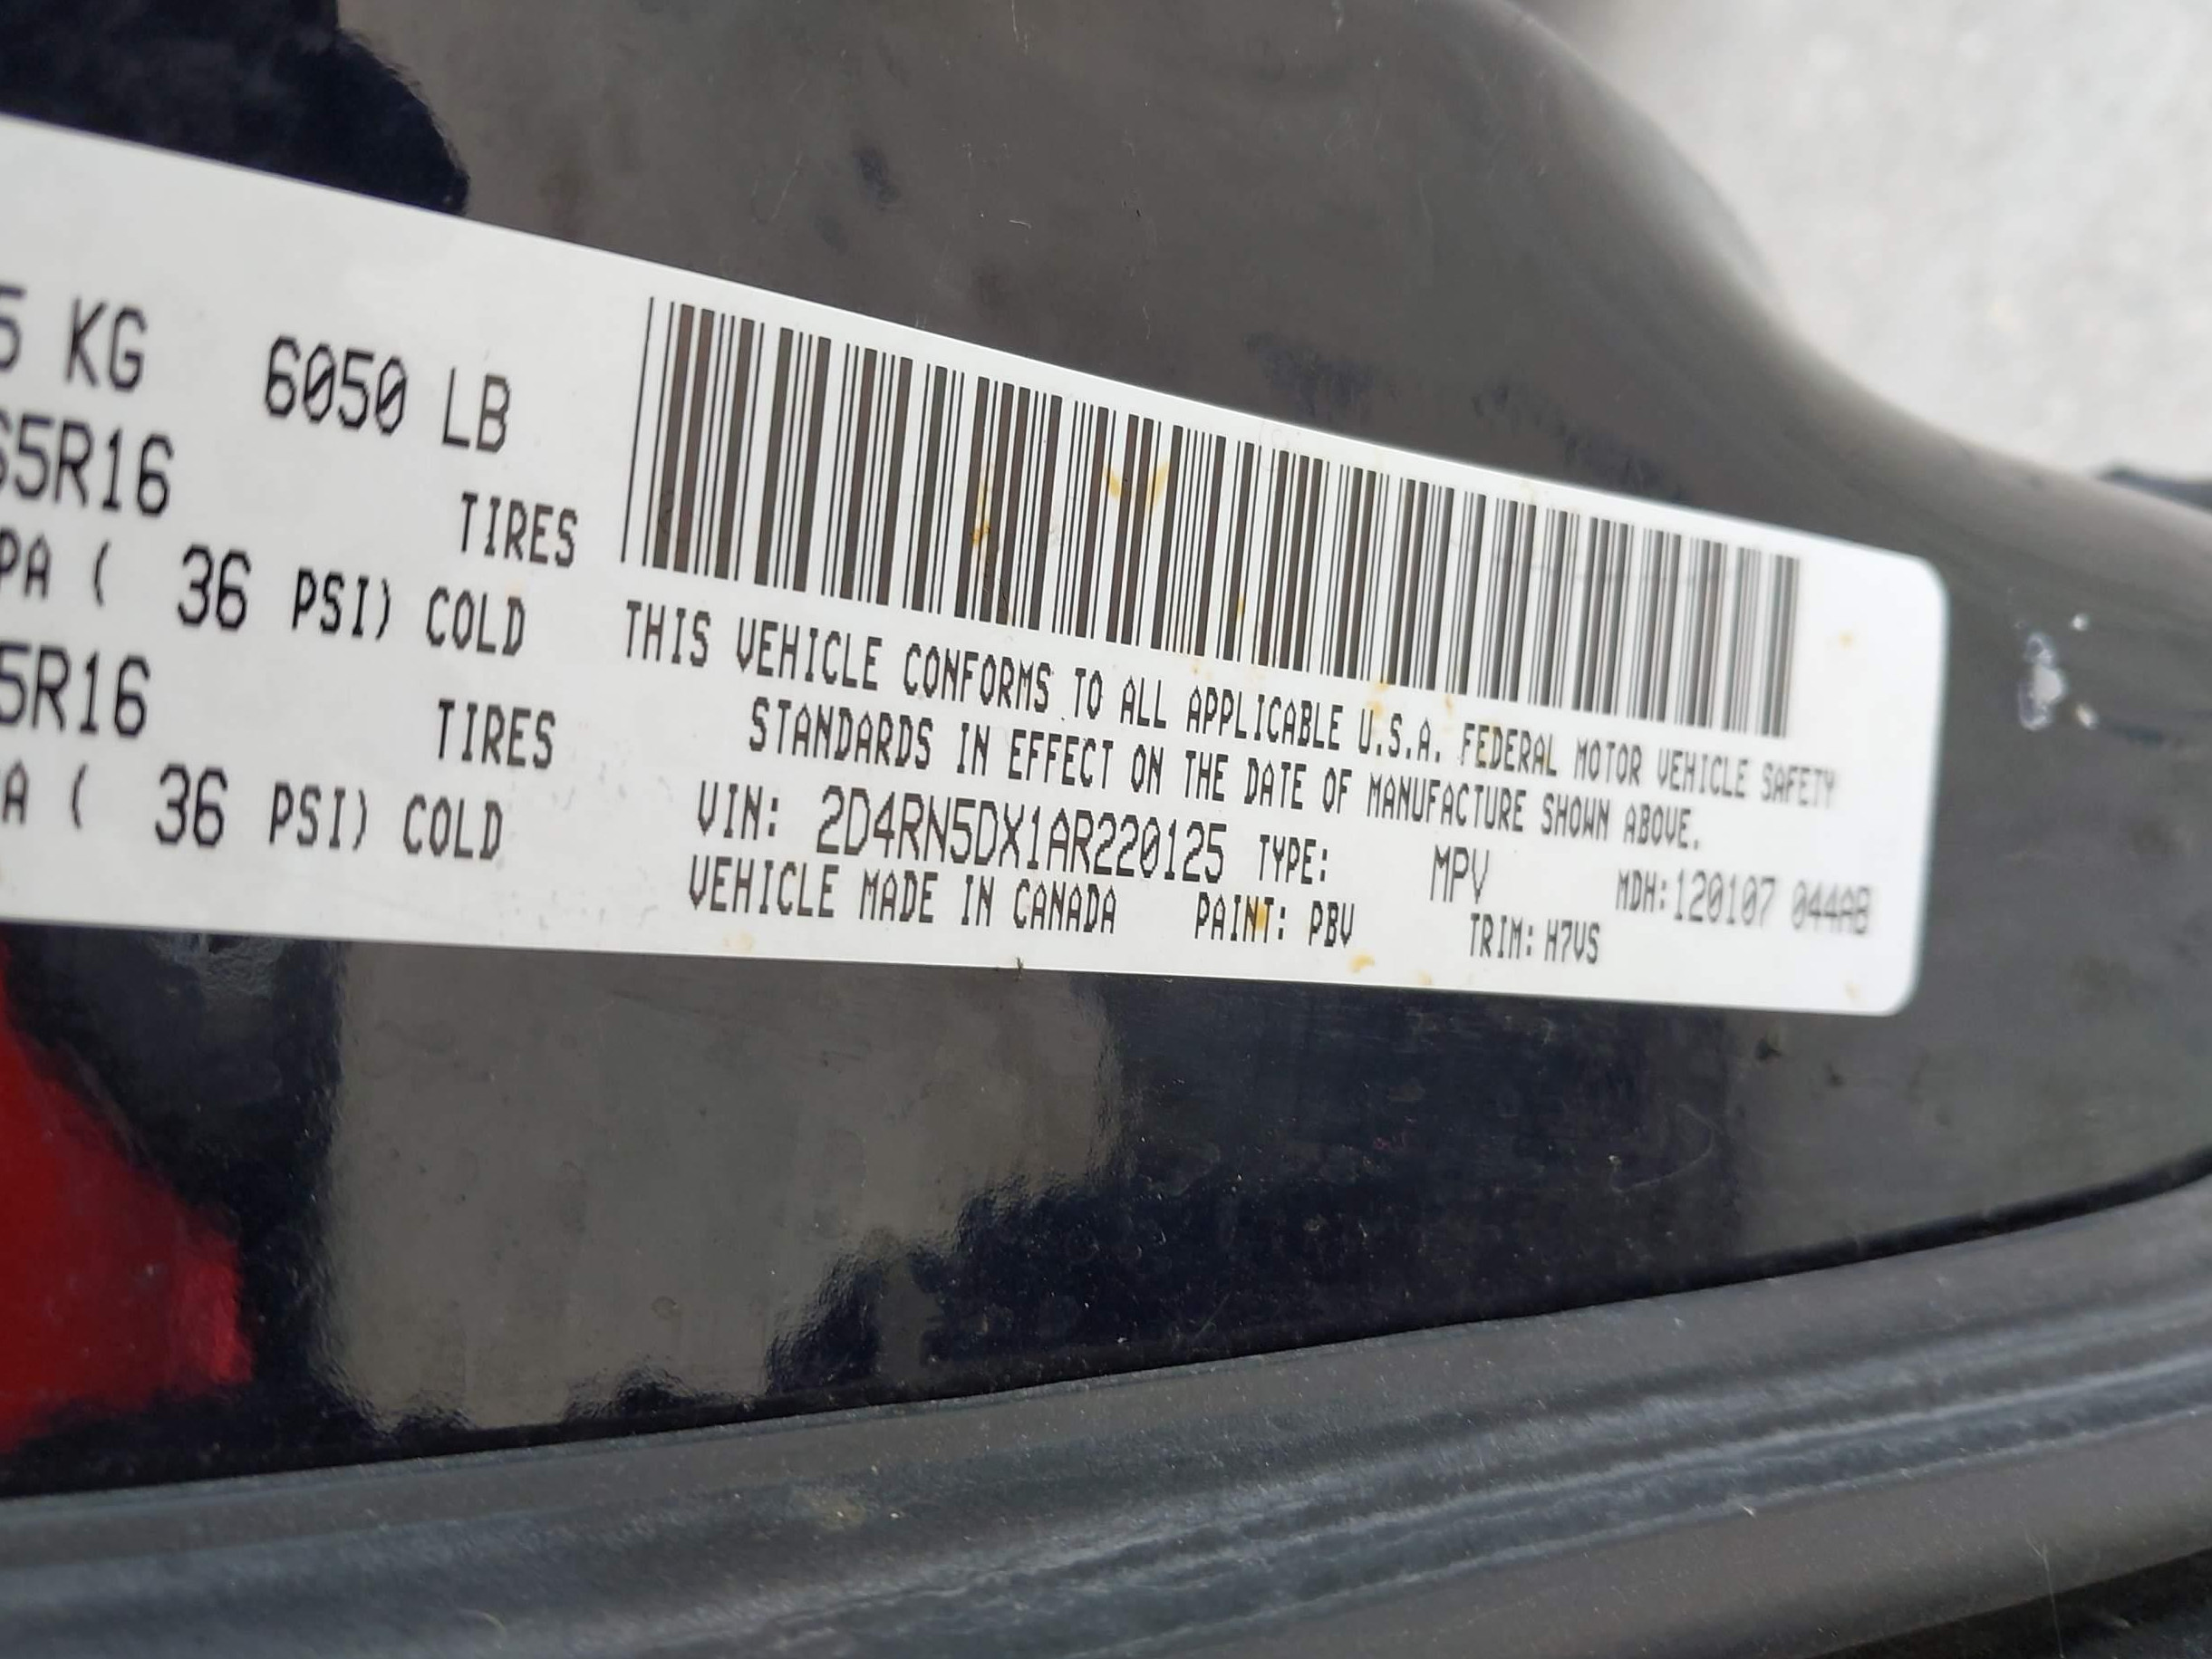 5 KG 6050 LB
65R16 TIRES
PA ( 36 PSI) COLD
5R16 TIRES
A ( 36 PSI) COLD
THIS VEHICLE CONFORMS TO ALL APPLICABLE U.S.A. FEDERAL MOTOR VEHICLE SAFETY
STANDARDS IN EFFECT ON THE DATE OF MANUFACTURE SHOWN ABOVE.
VIN: 2D4RN5DX1AR220125 TYPE: MPV MDH:120107 044AB
VEHICLE MADE IN CANADA PAINT: PBV TRIM: H7VS